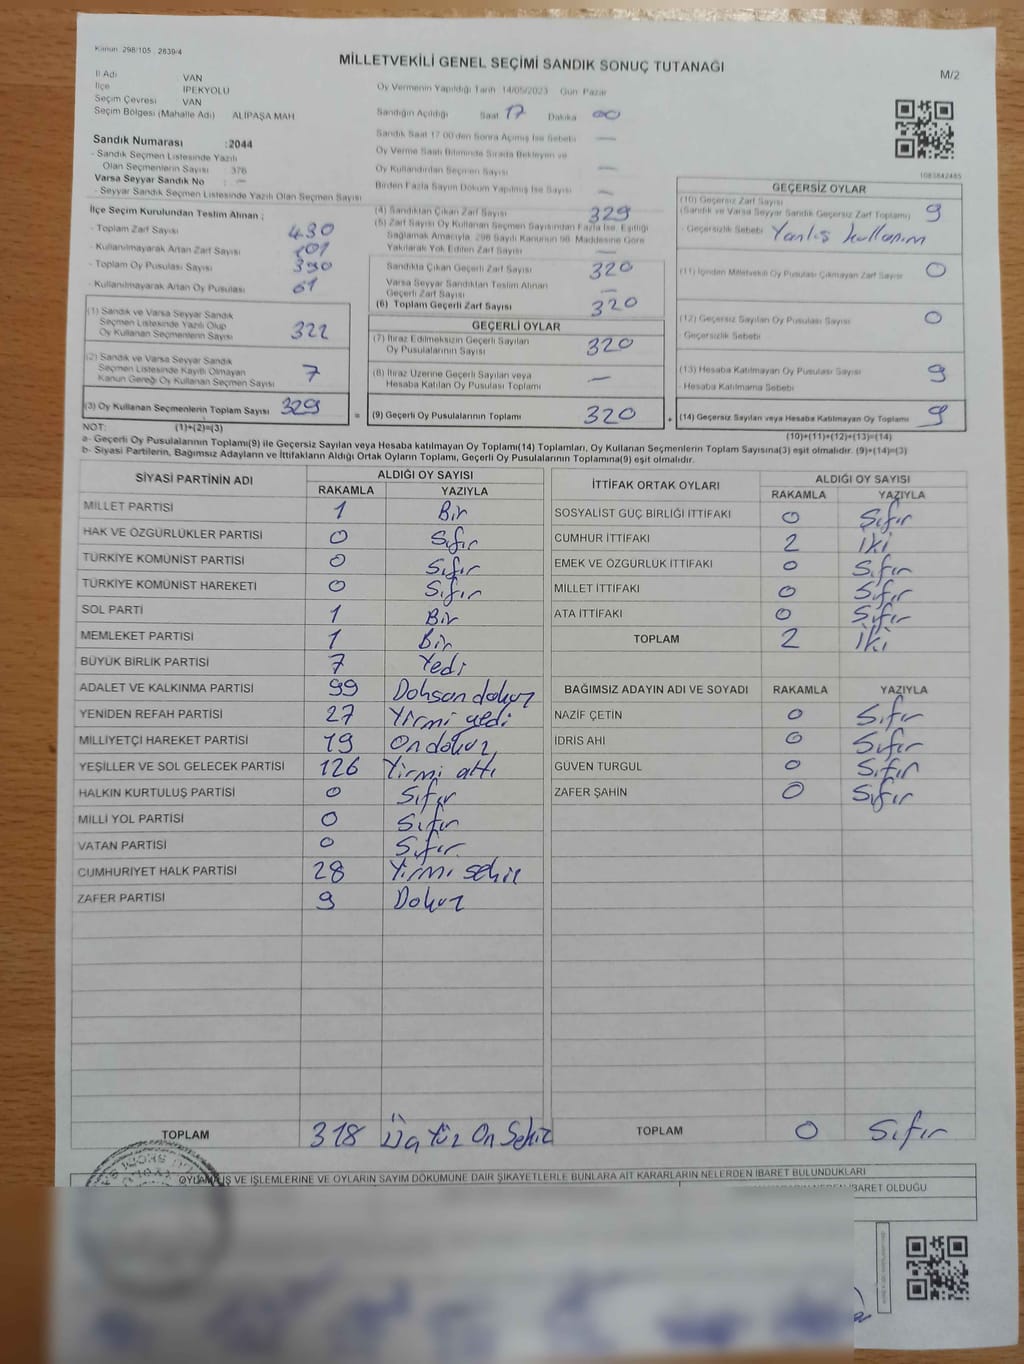 Kanun 298/105 2839/4
MİLLETVEKİLİ GENEL SEÇİMİ SANDIK SONUÇ TUTANAĞI
M/2
İl Adı VAN
İlçe İPEKYOLU
Seçim Çevresi VAN
Seçim Bölgesi (Mahalle Adı) ALİPAŞA MAH
Oy Vermenin Yapıldığı Tarih 14/05/2023 Gün Pazar
Sandığın Açıldığı Saat 17 Dakika 00
Sandık Saat 17:00'den Sonra Açılmış İse Sebebi —
Oy Verme Saati Bitiminde Sırada Bekleyen ve
Oy Kullandırılan Seçmen Sayısı —
Birden Fazla Sayım Döküm Yapılmış İse Sayısı —
Sandık Numarası :2044
- Sandık Seçmen Listesinde Yazılı
Olan Seçmenlerin Sayısı : 376
Varsa Seyyar Sandık No : —
- Seyyar Sandık Seçmen Listesinde Yazılı Olan Seçmen Sayısı
1083842485
İlçe Seçim Kurulundan Teslim Alınan ;
- Toplam Zarf Sayısı 430
- Kullanılmayarak Artan Zarf Sayısı 101
- Toplam Oy Pusulası Sayısı 390
- Kullanılmayarak Artan Oy Pusulası 61
(1) Sandık ve Varsa Seyyar Sandık
Seçmen Listesinde Yazılı Olup
Oy Kullanan Seçmenlerin Sayısı 322
(2) Sandık ve Varsa Seyyar Sandık
Seçmen Listesinde Kayıtlı Olmayan
Kanun Gereği Oy Kullanan Seçmen Sayısı 7
(3) Oy Kullanan Seçmenlerin Toplam Sayısı 329
(4) Sandıktan Çıkan Zarf Sayısı 329
(5) Zarf Sayısı Oy Kullanan Seçmen Sayısından Fazla İse, Eşitliği
Sağlamak Amacıyla, 298 Sayılı Kanunun 98. Maddesine Göre
Yakılarak Yok Edilen Zarf Sayısı —
Sandıkta Çıkan Geçerli Zarf Sayısı 320
Varsa Seyyar Sandıktan Teslim Alınan
Geçerli Zarf Sayısı —
(6) Toplam Geçerli Zarf Sayısı 320
GEÇERLİ OYLAR
(7) İtiraz Edilmeksizin Geçerli Sayılan
Oy Pusulalarının Sayısı 320
(8) İtiraz Üzerine Geçerli Sayılan veya
Hesaba Katılan Oy Pusulası Toplamı —
= (9) Geçerli Oy Pusulalarının Toplamı 320
GEÇERSİZ OYLAR
(10) Geçersiz Zarf Sayısı
(Sandık ve Varsa Seyyar Sandık Geçersiz Zarf Toplamı) 9
Geçersizlik Sebebi Yanlış kullanım
(11) İçinden Milletvekili Oy Pusulası Çıkmayan Zarf Sayısı 0
(12) Geçersiz Sayılan Oy Pusulası Sayısı 0
- Geçersizlik Sebebi
(13) Hesaba Katılmayan Oy Pusulası Sayısı 9
- Hesaba Katılmama Sebebi
+ (14) Geçersiz Sayılan veya Hesaba Katılmayan Oy Toplamı 9
NOT: (1)+(2)=(3)
(10)+(11)+(12)+(13)=(14)
a- Geçerli Oy Pusulalarının Toplamı(9) ile Geçersiz Sayılan veya Hesaba katılmayan Oy Toplamı(14) Toplamları, Oy Kullanan Seçmenlerin Toplam Sayısına(3) eşit olmalıdır. (9)+(14)=(3)
b- Siyasi Partilerin, Bağımsız Adayların ve İttifakların Aldığı Ortak Oyların Toplamı, Geçerli Oy Pusulalarının Toplamına(9) eşit olmalıdır.
SİYASİ PARTİNİN ADI ALDIĞI OY SAYISI
RAKAMLA YAZIYLA
MİLLET PARTİSİ 1 Bir
HAK VE ÖZGÜRLÜKLER PARTİSİ 0 Sıfır
TÜRKİYE KOMÜNİST PARTİSİ 0 Sıfır
TÜRKİYE KOMÜNİST HAREKETİ 0 Sıfır
SOL PARTİ 1 Bir
MEMLEKET PARTİSİ 1 Bir
BÜYÜK BİRLİK PARTİSİ 7 Yedi
ADALET VE KALKINMA PARTİSİ 99 Doksan dokuz
YENİDEN REFAH PARTİSİ 27 Yirmi yedi
MİLLİYETÇİ HAREKET PARTİSİ 19 On dokuz
YEŞİLLER VE SOL GELECEK PARTİSİ 126 Yirmi altı
HALKIN KURTULUŞ PARTİSİ 0 Sıfır
MİLLİ YOL PARTİSİ 0 Sıfır
VATAN PARTİSİ 0 Sıfır
CUMHURİYET HALK PARTİSİ 28 Yirmi sekiz
ZAFER PARTİSİ 9 Dokuz
TOPLAM 318 Üç Yüz On Sekiz
İTTİFAK ORTAK OYLARI ALDIĞI OY SAYISI
RAKAMLA YAZIYLA
SOSYALİST GÜÇ BİRLİĞİ İTTİFAKI 0 Sıfır
CUMHUR İTTİFAKI 2 İki
EMEK VE ÖZGÜRLÜK İTTİFAKI 0 Sıfır
MİLLET İTTİFAKI 0 Sıfır
ATA İTTİFAKI 0 Sıfır
TOPLAM 2 İki
BAĞIMSIZ ADAYIN ADI VE SOYADI RAKAMLA YAZIYLA
NAZİF ÇETİN 0 Sıfır
İDRİS AHİ 0 Sıfır
GÜVEN TURGUL 0 Sıfır
ZAFER ŞAHİN 0 Sıfır
TOPLAM 0 Sıfır
İŞ VE İŞLEMLERİNE VE OYLARIN SAYIM DÖKÜMÜNE DAİR ŞİKAYETLERLE BUNLARA AİT KARARLARIN NELERDEN İBARET BULUNDUKLARI
İBARET OLDUĞU